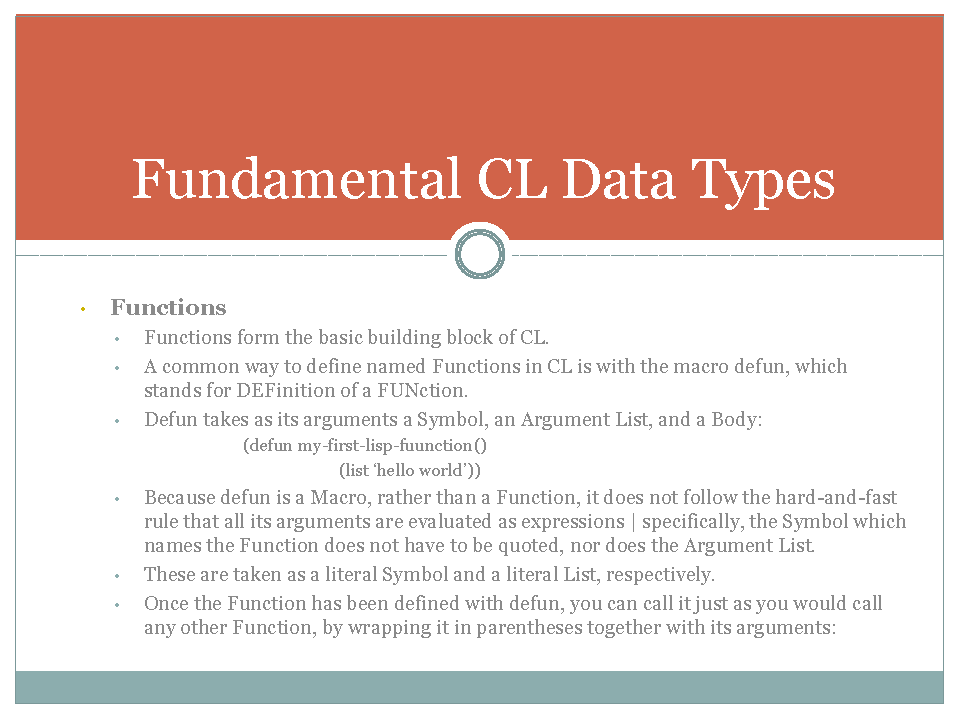 Fundamental CL Data Types
• Functions
• Functions form the basic building block of CL.
• A common way to define named Functions in CL is with the macro defun, which
stands for DEFinition of a FUNction.
• Defun takes as its arguments a Symbol, an Argument List, and a Body:
(defun my-first-lisp-fuunction()
(list ‘hello world’))
• Because defun is a Macro, rather than a Function, it does not follow the hard-and-fast
rule that all its arguments are evaluated as expressions | specifically, the Symbol which
names the Function does not have to be quoted, nor does the Argument List.
• These are taken as a literal Symbol and a literal List, respectively.
• Once the Function has been defined with defun, you can call it just as you would call
any other Function, by wrapping it in parentheses together with its arguments: